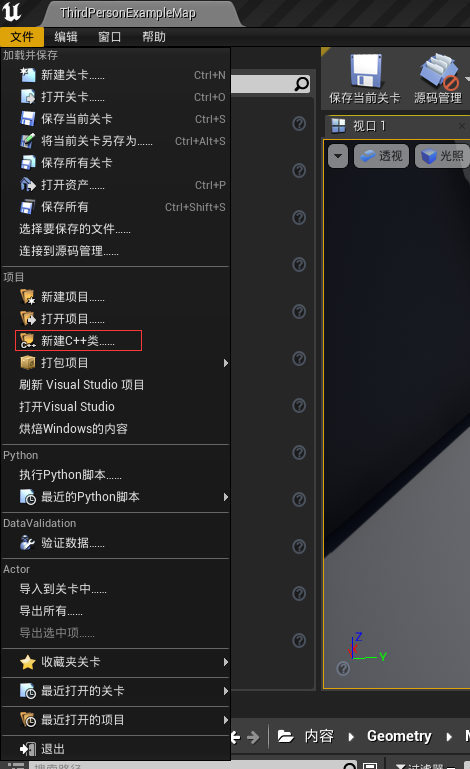 ThirdPersonExampleMap
文件 编辑 窗口 帮助
加载并保存
新建关卡...... Ctrl+N
打开关卡...... Ctrl+O
保存当前关卡 Ctrl+S
将当前关卡另存为...... Ctrl+Alt+S
保存所有关卡
打开资产...... Ctrl+P
保存所有 Ctrl+Shift+S
选择要保存的文件......
连接到源码管理......
项目
新建项目......
打开项目......
新建C++类......
打包项目
刷新 Visual Studio 项目
打开Visual Studio
烘焙Windows的内容
Python
执行Python脚本......
最近的Python脚本
DataValidation
验证数据......
Actor
导入到关卡中......
导出所有......
导出选中项......
收藏夹关卡
最近打开的关卡
最近打开的项目
退出
保存当前关卡 源码管理
视口 1
透视 光照
Z
Y
内容 Geometry